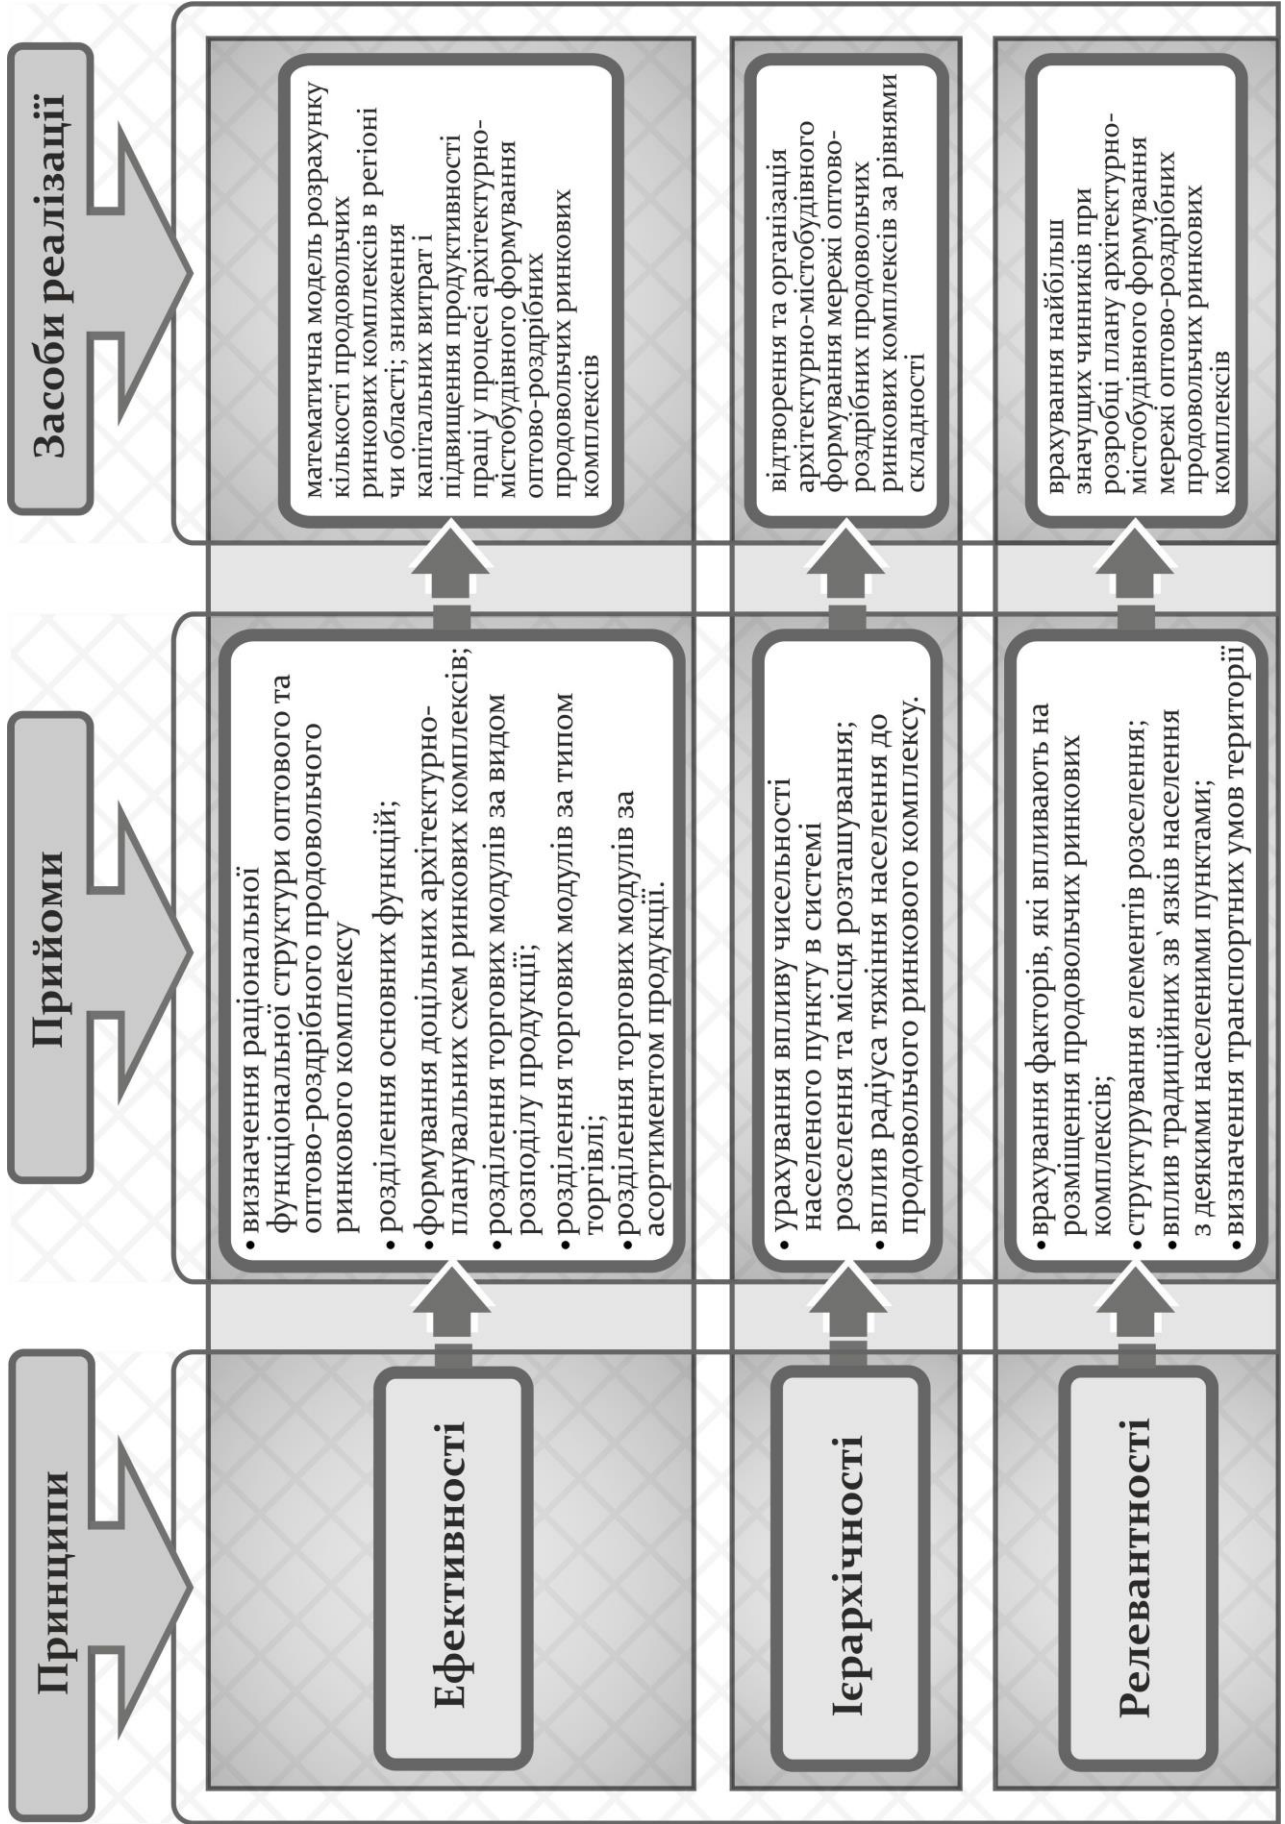 Принципи
Прийоми
Засоби реалізації
Ефективності
• визначення раціональної
функціональної структури оптового та
оптово-роздрібного продовольчого
ринкового комплексу
• розділення основних функцій;
•формування доцільних архітектурно-
планувальних схем ринкових комплексів;
•розділення торгових модулів за видом
розподілу продукції;
•розділення торгових модулів за типом
торгівлі;
•розділення торгових модулів за
асортиментом продукції.
математична модель розрахунку
кількості продовольчих
ринкових комплексів в регіоні
чи області; зниження
капітальних витрат і
підвищення продуктивності
праці у процесі архітектурно-
містобудівного формування
оптово-роздрібних
продовольчих ринкових
комплексів
Ієрархічності
• урахування впливу чисельності
населеного пункту в системі
розселення та місця розташування;
•вплив радіуса тяжіння населення до
продовольчого ринкового комплексу.
відтворення та організація
архітектурно-містобудівного
формування мережі оптово-
роздрібних продовольчих
ринкових комплексів за рівнями
складності
Релевантності
•врахування факторів, які впливають на
розміщення продовольчих ринкових
комплексів;
•структурування елементів розселення;
•вплив традиційних зв`язків населення
з деякими населеними пунктами;
•визначення транспортних умов території
врахування найбільш
значущих чинників при
розробці плану архітектурно-
містобудівного формування
мережі оптово-роздрібних
продовольчих ринкових
комплексів